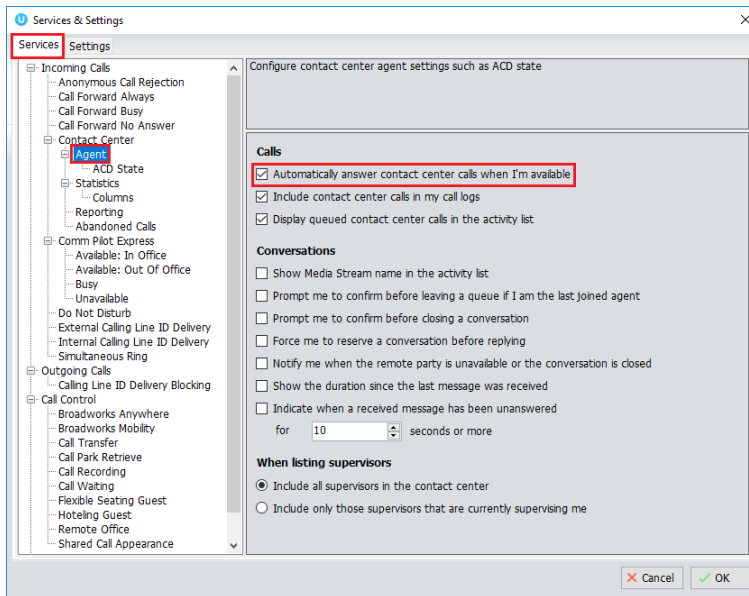 Services & Settings
Services Settings
Incoming Calls
Anonymous Call Rejection
Call Forward Always
Call Forward Busy
Call Forward No Answer
Contact Center
Agent
ACD State
Statistics
Columns
Reporting
Abandoned Calls
Comm Pilot Express
Available: In Office
Available: Out Of Office
Busy
Unavailable
Do Not Disturb
External Calling Line ID Delivery
Internal Calling Line ID Delivery
Simultaneous Ring
Outgoing Calls
Calling Line ID Delivery Blocking
Call Control
Broadworks Anywhere
Broadworks Mobility
Call Transfer
Call Park Retrieve
Call Recording
Call Waiting
Flexible Seating Guest
Hoteling Guest
Remote Office
Shared Call Appearance
Configure contact center agent settings such as ACD state
Calls
Automatically answer contact center calls when I'm available
Include contact center calls in my call logs
Display queued contact center calls in the activity list
Conversations
Show Media Stream name in the activity list
Prompt me to confirm before leaving a queue if I am the last joined agent
Prompt me to confirm before closing a conversation
Force me to reserve a conversation before replying
Notify me when the remote party is unavailable or the conversation is closed
Show the duration since the last message was received
Indicate when a received message has been unanswered
for 10 seconds or more
When listing supervisors
Include all supervisors in the contact center
Include only those supervisors that are currently supervising me
Cancel OK